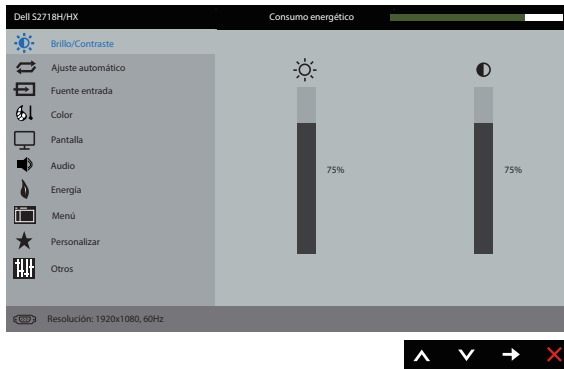 Dell S2718H/HX
Consumo energético
Brillo/Contraste
Ajuste automático
Fuente entrada
Color
Pantalla
Audio
Energía
Menú
Personalizar
Otros
75%
75%
Resolución: 1920x1080, 60Hz